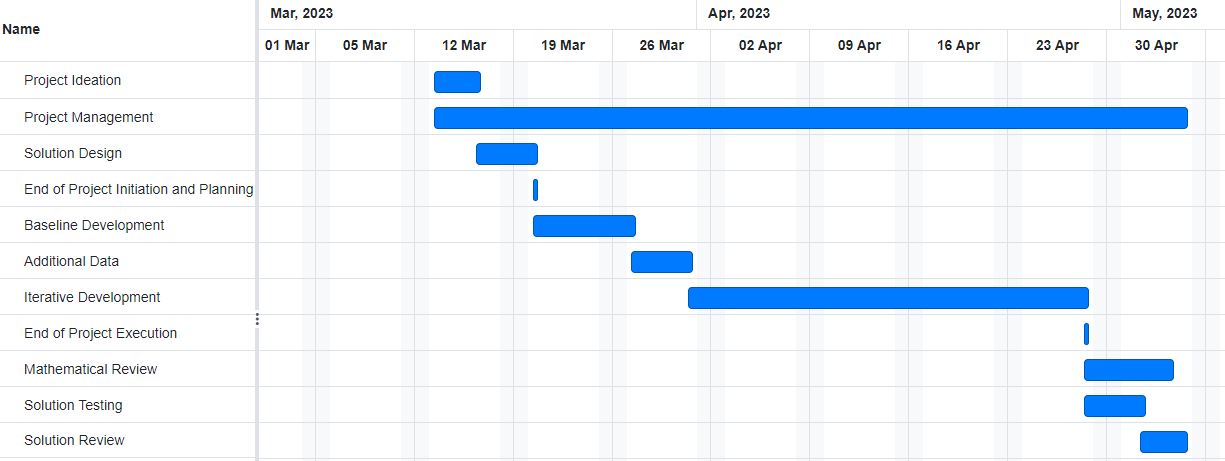 Name
Mar, 2023
Apr, 2023
May, 2023
01 Mar
05 Mar
12 Mar
19 Mar
26 Mar
02 Apr
09 Apr
16 Apr
23 Apr
30 Apr
Project Ideation
Project Management
Solution Design
End of Project Initiation and Planning
Baseline Development
Additional Data
Iterative Development
End of Project Execution
Mathematical Review
Solution Testing
Solution Review